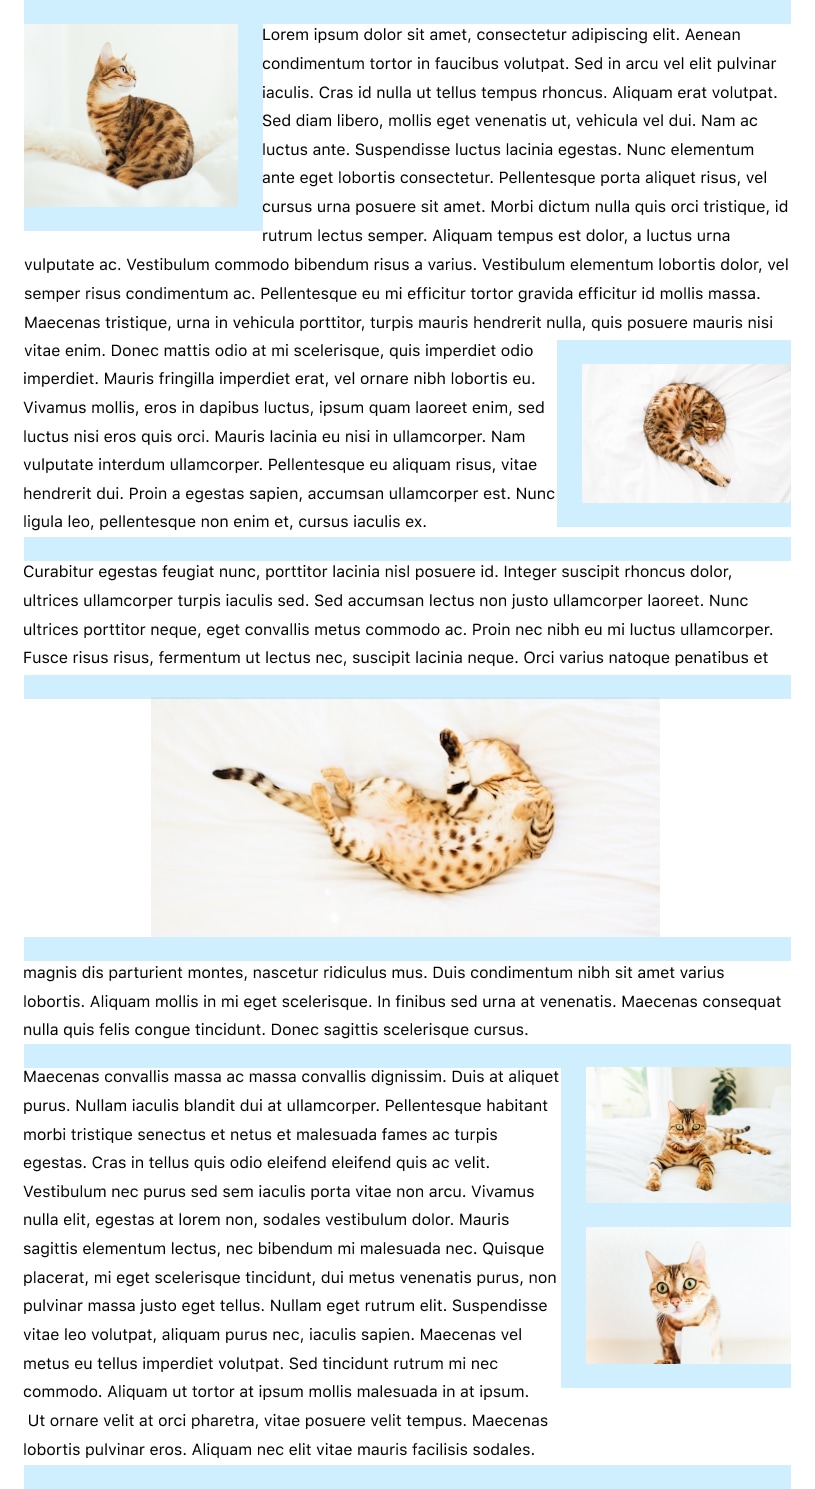 Lorem ipsum dolor sit amet, consectetur adipiscing elit. Aenean
condimentum tortor in faucibus volutpat. Sed in arcu vel elit pulvinar
iaculis. Cras id nulla ut tellus tempus rhoncus. Aliquam erat volutpat.
Sed diam libero, mollis eget venenatis ut, vehicula vel dui. Nam ac
luctus ante. Suspendisse luctus lacinia egestas. Nunc elementum
ante eget lobortis consectetur. Pellentesque porta aliquet risus, vel
cursus urna posuere sit amet. Morbi dictum nulla quis orci tristique, id
rutrum lectus semper. Aliquam tempus est dolor, a luctus urna
vulputate ac. Vestibulum commodo bibendum risus a varius. Vestibulum elementum lobortis dolor, vel
semper risus condimentum ac. Pellentesque eu mi efficitur tortor gravida efficitur id mollis massa.
Maecenas tristique, urna in vehicula porttitor, turpis mauris hendrerit nulla, quis posuere mauris nisi
vitae enim. Donec mattis odio at mi scelerisque, quis imperdiet odio
imperdiet. Mauris fringilla imperdiet erat, vel ornare nibh lobortis eu.
Vivamus mollis, eros in dapibus luctus, ipsum quam laoreet enim, sed
luctus nisi eros quis orci. Mauris lacinia eu nisi in ullamcorper. Nam
vulputate interdum ullamcorper. Pellentesque eu aliquam risus, vitae
hendrerit dui. Proin a egestas sapien, accumsan ullamcorper est. Nunc
ligula leo, pellentesque non enim et, cursus iaculis ex.
Curabitur egestas feugiat nunc, porttitor lacinia nisl posuere id. Integer suscipit rhoncus dolor,
ultrices ullamcorper turpis iaculis sed. Sed accumsan lectus non justo ullamcorper laoreet. Nunc
ultrices porttitor neque, eget convallis metus commodo ac. Proin nec nibh eu mi luctus ullamcorper.
Fusce risus risus, fermentum ut lectus nec, suscipit lacinia neque. Orci varius natoque penatibus et
magnis dis parturient montes, nascetur ridiculus mus. Duis condimentum nibh sit amet varius
lobortis. Aliquam mollis in mi eget scelerisque. In finibus sed urna at venenatis. Maecenas consequat
nulla quis felis congue tincidunt. Donec sagittis scelerisque cursus.
Maecenas convallis massa ac massa convallis dignissim. Duis at aliquet
purus. Nullam iaculis blandit dui at ullamcorper. Pellentesque habitant
morbi tristique senectus et netus et malesuada fames ac turpis
egestas. Cras in tellus quis odio eleifend eleifend quis ac velit.
Vestibulum nec purus sed sem iaculis porta vitae non arcu. Vivamus
nulla elit, egestas at lorem non, sodales vestibulum dolor. Mauris
sagittis elementum lectus, nec bibendum mi malesuada nec. Quisque
placerat, mi eget scelerisque tincidunt, dui metus venenatis purus, non
pulvinar massa justo eget tellus. Nullam eget rutrum elit. Suspendisse
vitae leo volutpat, aliquam purus nec, iaculis sapien. Maecenas vel
metus eu tellus imperdiet volutpat. Sed tincidunt rutrum mi nec
commodo. Aliquam ut tortor at ipsum mollis malesuada in at ipsum.
Ut ornare velit at orci pharetra, vitae posuere velit tempus. Maecenas
lobortis pulvinar eros. Aliquam nec elit vitae mauris facilisis sodales.